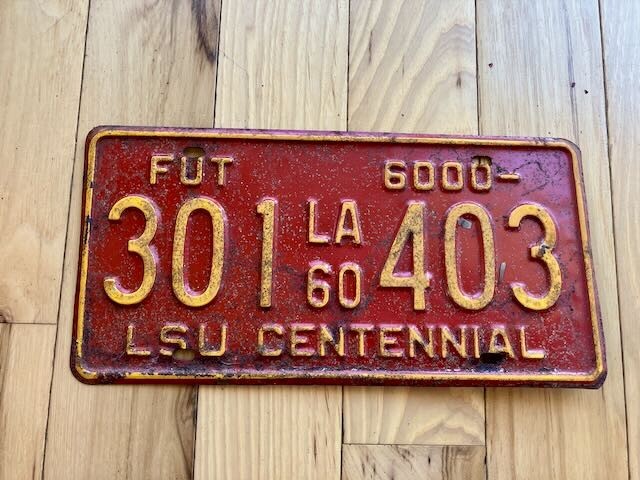 FUT 6000-
301 LA 60 403
LSU CENTENNIAL